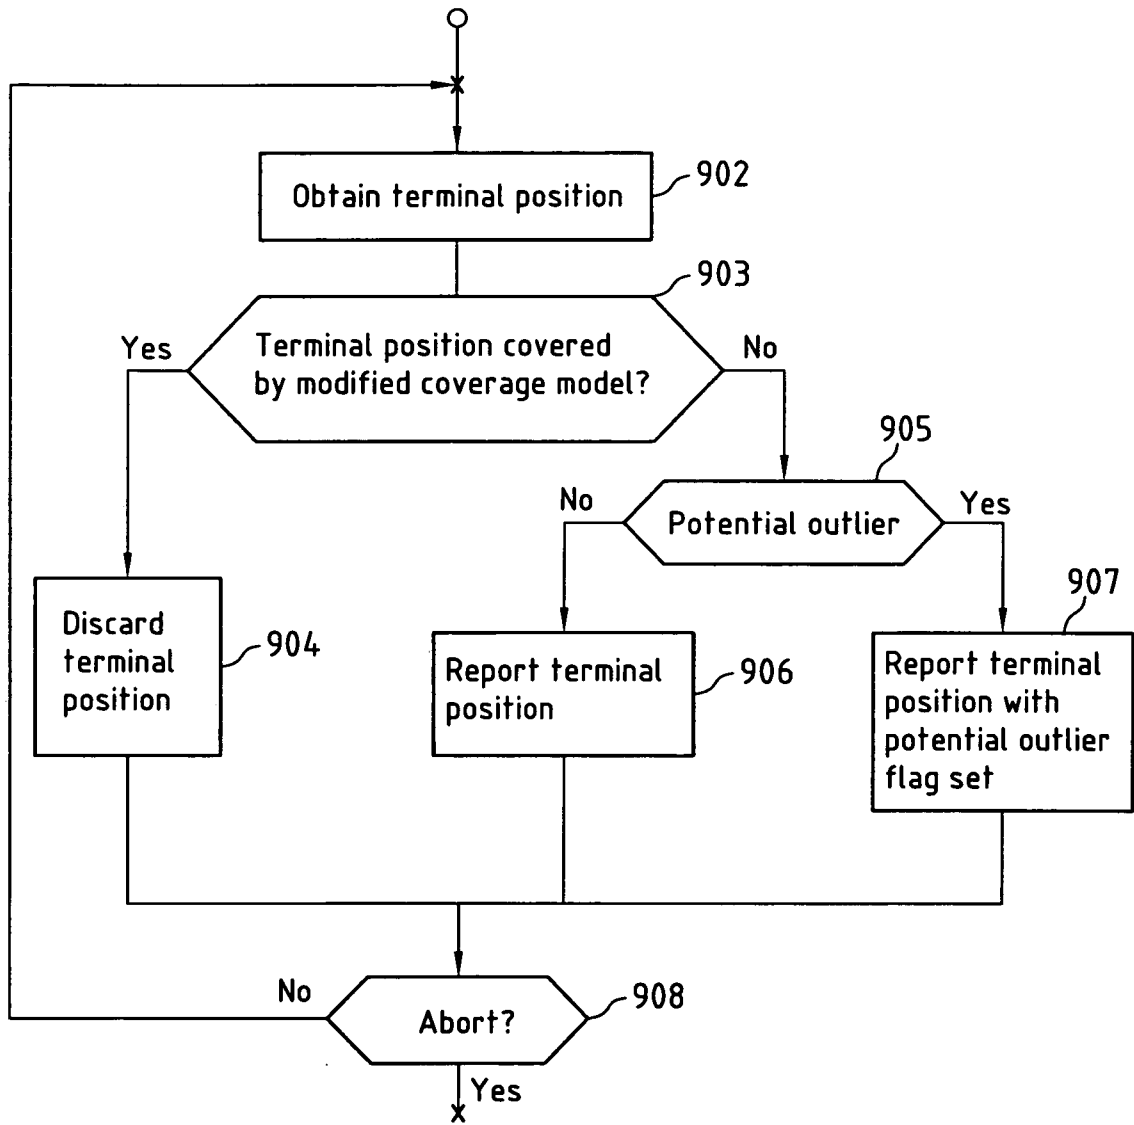 902
Obtain terminal position
903
Yes
Terminal position covered
by modified coverage model?
No
905
No
Potential outlier
Yes
907
Discard
terminal
position
904
Report terminal
position
906
Report terminal
position with
potential outlier
flag set
No
Abort?
908
Yes